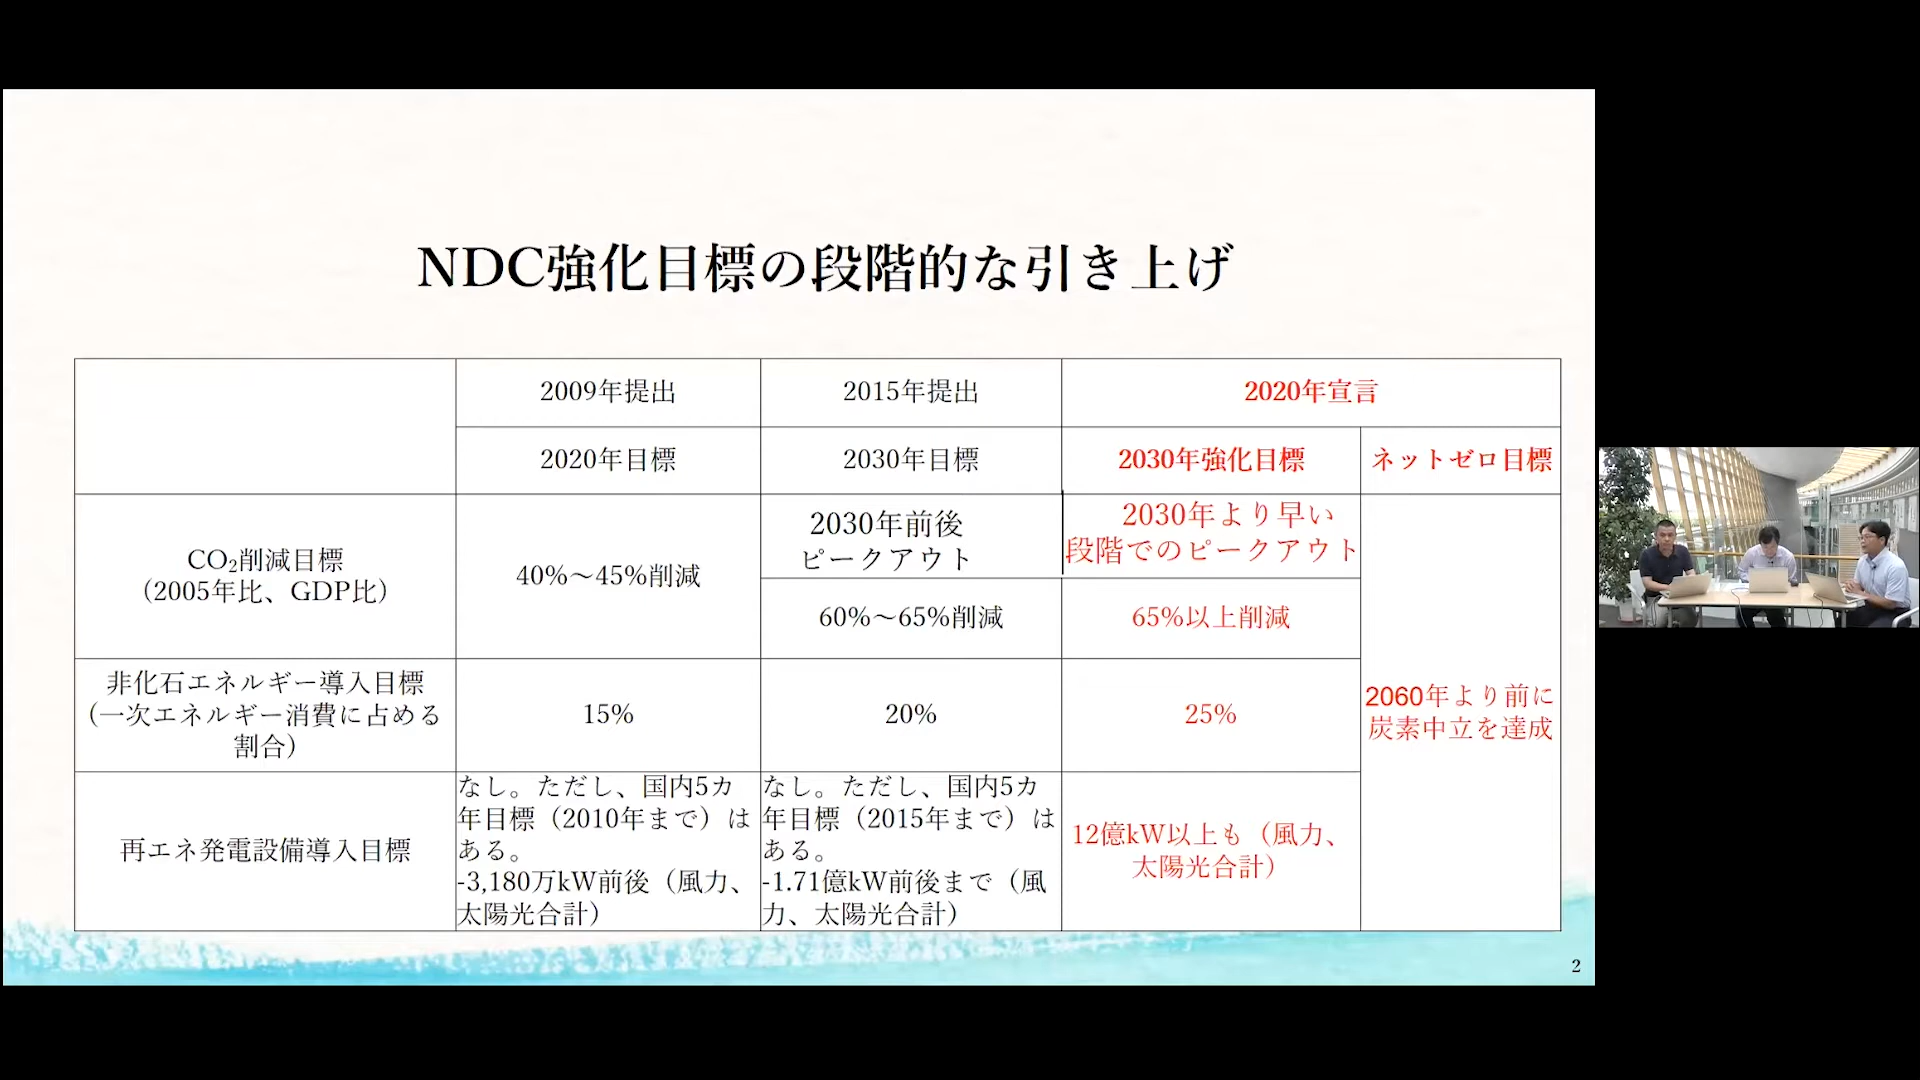 NDC強化目標の段階的な引き上げ
2009年提出
2015年提出
2020年宣言
2020年目標
2030年目標
2030年強化目標
ネットゼロ目標
CO₂削減目標
（2005年比、GDP比）
40%～45%削減
2030年前後
ピークアウト
2030年より早い
段階でのピークアウト
60%～65%削減
65%以上削減
2060年より前に
炭素中立を達成
非化石エネルギー導入目標
（一次エネルギー消費に占める
割合）
15%
20%
25%
再エネ発電設備導入目標
なし。ただし、国内5カ
年目標（2010年まで）は
ある。
-3,180万kW前後（風力、
太陽光合計）
なし。ただし、国内5カ
年目標（2015年まで）は
ある。
-1.71億kW前後まで（風
力、太陽光合計）
12億kW以上も（風力、
太陽光合計）
2